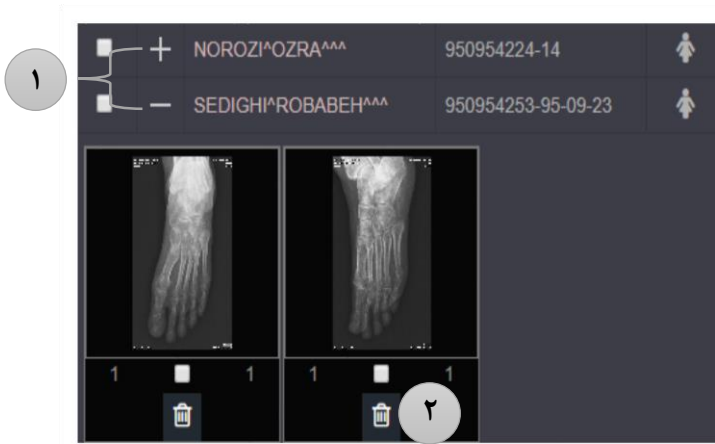 NOROZI^OZRA^^^ 950954224-14
۱
SEDIGHI^ROBABEH^^^ 950954253-95-09-23
1 1 1 1
۲